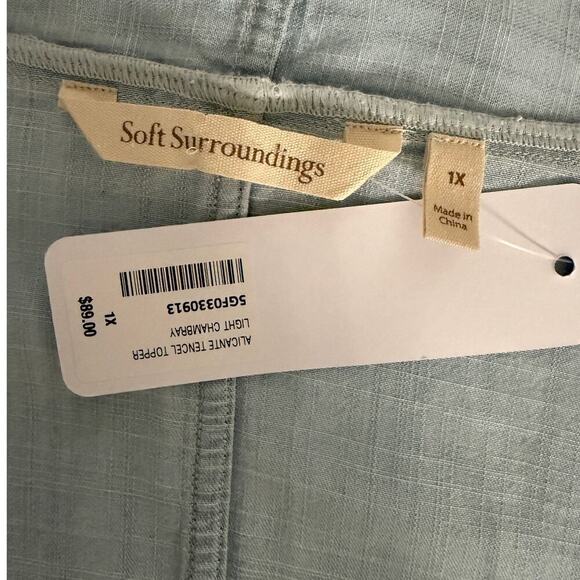 Soft Surroundings
1X
Made in
China
ALICANTE TENCEL TOPPER
LIGHT CHAMBRAY
5GF0330913
1X
$89.00